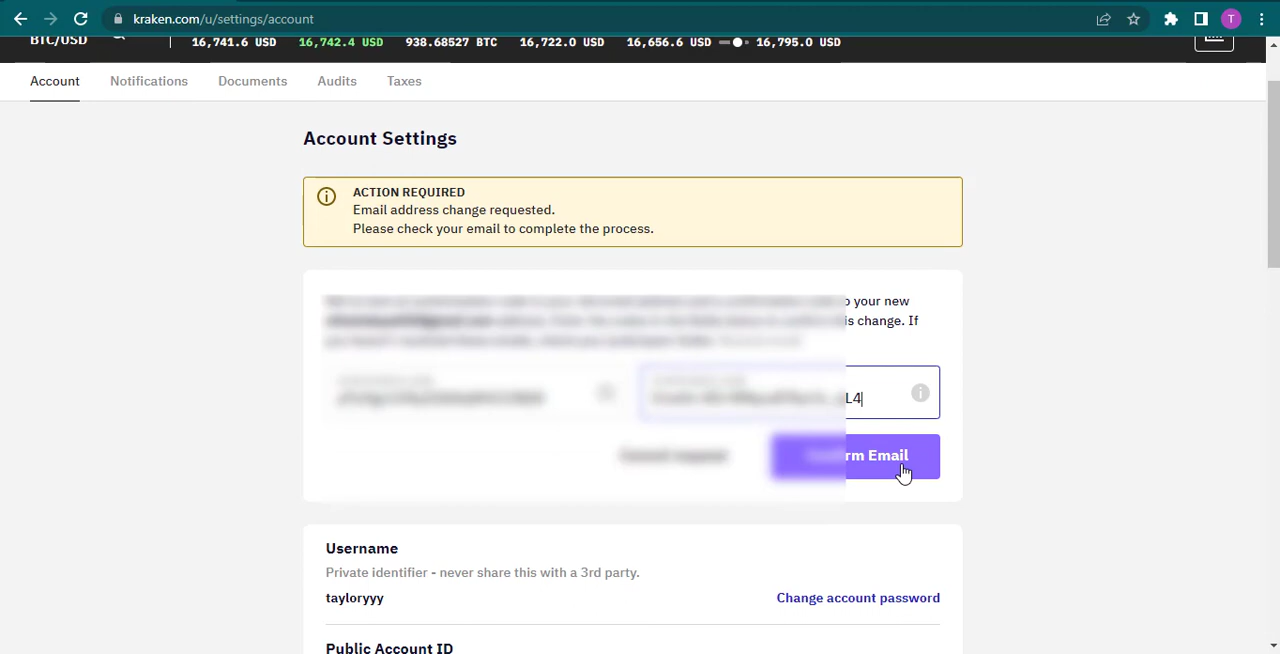 kraken.com/u/settings/account
T
BTC/USD 16,741.6 USD 16,742.4 USD 938.68527 BTC 16,722.0 USD 16,656.6 USD 16,795.0 USD
Account Notifications Documents Audits Taxes
Account Settings
ACTION REQUIRED
Email address change requested.
Please check your email to complete the process.
o your new
is change. If
L4
Confirm Email
Username
Private identifier - never share this with a 3rd party.
tayloryyy Change account password
Public Account ID